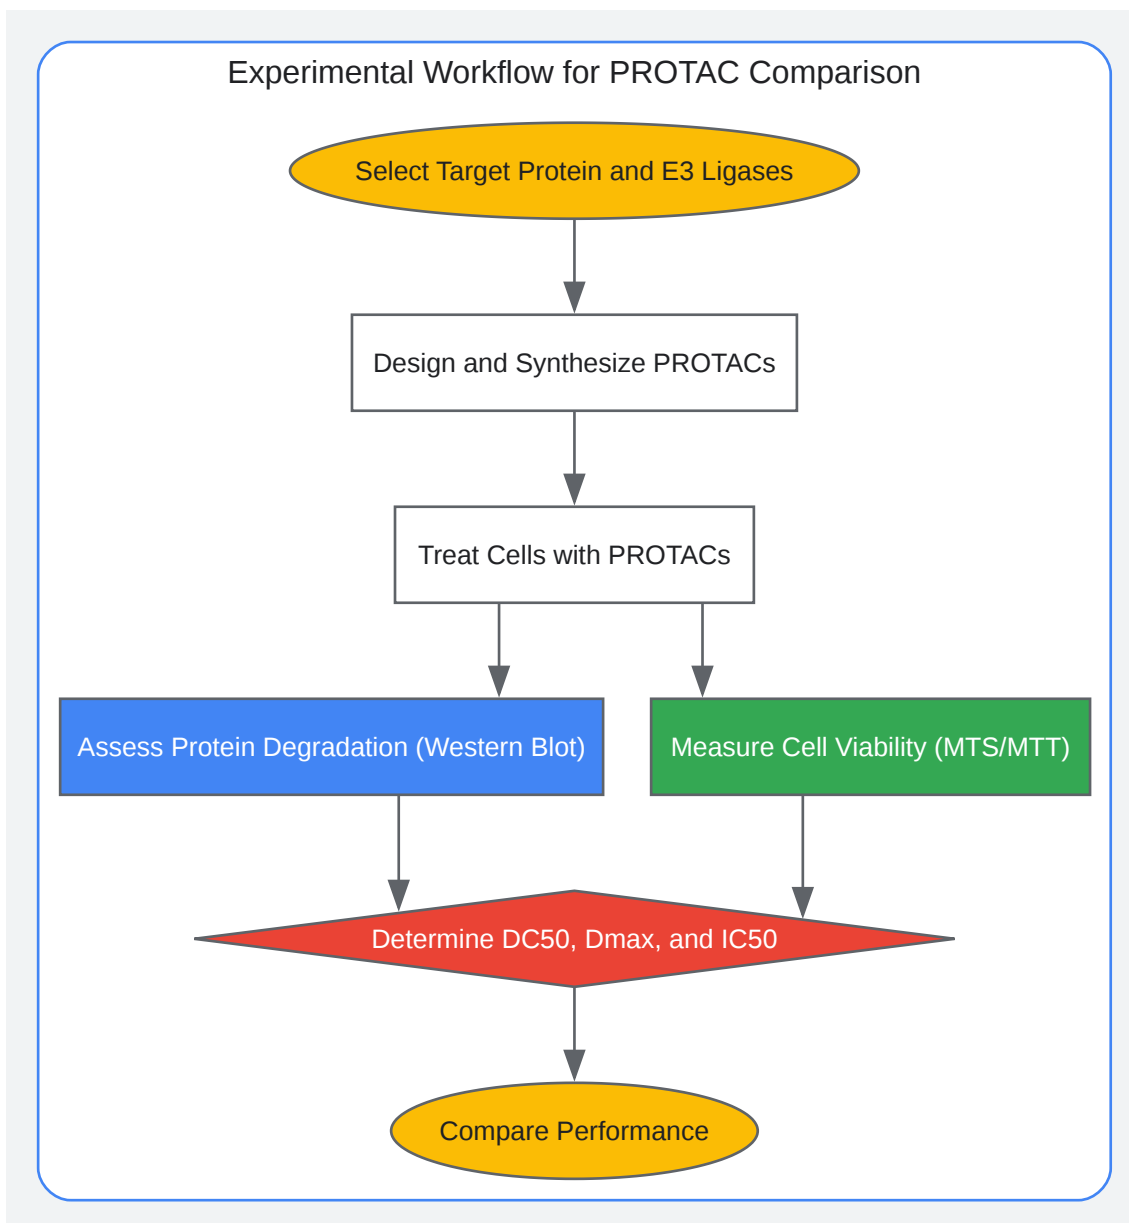 Experimental Workflow for PROTAC Comparison
Select Target Protein and E3 Ligases
Design and Synthesize PROTACs
Treat Cells with PROTACs
Assess Protein Degradation (Western Blot)
Measure Cell Viability (MTS/MTT)
Determine DC50, Dmax, and IC50
Compare Performance